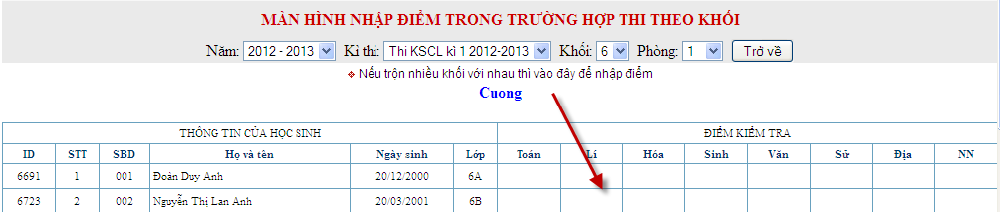 MÀN HÌNH NHẬP ĐIỂM TRONG TRƯỜNG HỢP THI THEO KHỐI
Năm: 2012 - 2013 Kì thi: Thi KSCL kì 1 2012-2013 Khối: 6 Phòng: 1 Trở về
Nếu trộn nhiều khối với nhau thì vào đây để nhập điểm
Cuong
THÔNG TIN CỦA HỌC SINH ĐIỂM KIỂM TRA
ID STT SBD Họ và tên Ngày sinh Lớp Toán Lí Hóa Sinh Văn Sử Địa NN
6691 1 001 Đoàn Duy Anh 20/12/2000 6A
6723 2 002 Nguyễn Thị Lan Anh 20/03/2001 6B